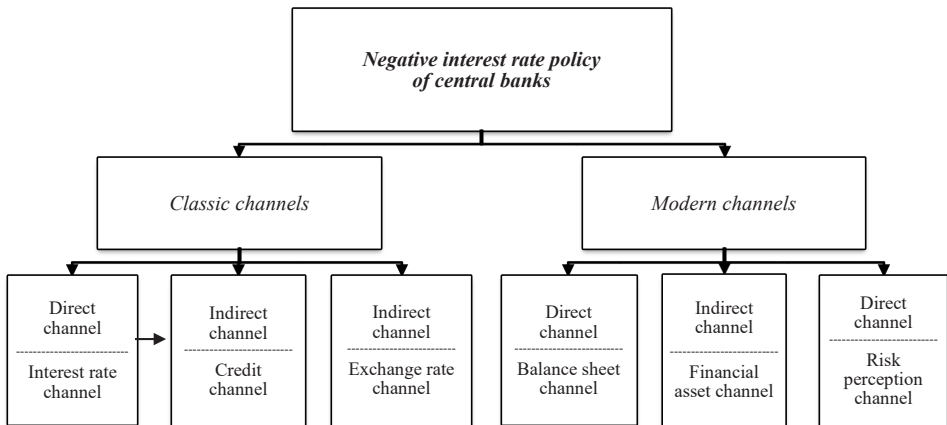 Negative interest rate policy
of central banks
Classic channels
Modern channels
Direct
channel
Interest rate
channel
Indirect
channel
Credit
channel
Indirect
channel
Exchange rate
channel
Direct
channel
Balance sheet
channel
Indirect
channel
Financial
asset channel
Direct
channel
Risk
perception
channel